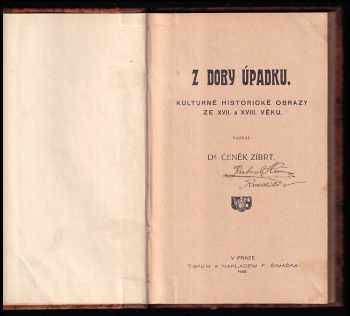 Z DOBY ÚPADKU.
KULTURNĚ HISTORICKÉ OBRAZY
ZE XVII. A XVIII. VĚKU.
NAPSAL
Dr. ČENĚK ZÍBRT.
V PRAZE
TISKEM A NÁKLADEM F. ŠIMÁČKA